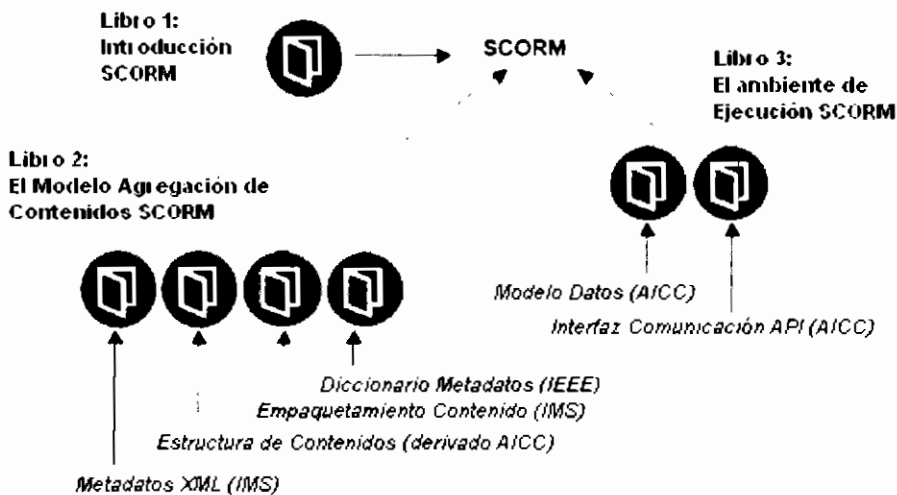 Libro 1:
Introducción
SCORM
SCORM
Libro 3:
El ambiente de
Ejecución SCORM
Libro 2:
El Modelo Agregación de
Contenidos SCORM
Modelo Datos (AICC)
Interfaz Comunicación API (AICC)
Diccionario Metadatos (IEEE)
Empaquetamiento Contenido (IMS)
Estructura de Contenidos (derivado AICC)
Metadatos XML (IMS)